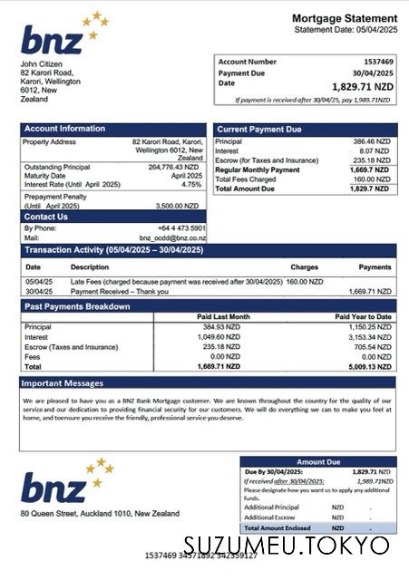 bnz
Mortgage Statement
Statement Date: 05/04/2025
John Citizen
82 Karori Road,
Karori, Wellington
6012, New
Zealand
Account Number 1537469
Payment Due 30/04/2025
Date 1,829.71 NZD
If payment is received after 30/04/25, pay 1,989.71NZD
Account Information
Property Address 82 Karori Road, Karori,
Wellington 6012, New
Zealand
Outstanding Principal 264,776.43 NZD
Maturity Date April 2025
Interest Rate (Until April 2025) 4.75%
Prepayment Penalty
(Until April 2025) 3,500.00 NZD
Contact Us
By Phone: +64 4 473 5901
Mail: bnz_ocdd@bnz.co.nz
Current Payment Due
Principal 386.46 NZD
Interest 8.07 NZD
Escrow (for Taxes and Insurance) 235.18 NZD
Regular Monthly Payment 1,669.7 NZD
Total Fees Charged 160.00 NZD
Total Amount Due 1,829.7 NZD
Transaction Activity (05/04/2025 – 30/04/2025)
Date Description Charges Payments
05/04/25 Late Fees (charged because payment was received after 30/04/2025) 160.00 NZD
30/04/25 Payment Received – Thank you 1,669.71 NZD
Past Payments Breakdown
Paid Last Month Paid Year to Date
Principal 384.93 NZD 1,150.25 NZD
Interest 1,049.60 NZD 3,153.34 NZD
Escrow (Taxes and Insurance) 235.18 NZD 705.54 NZD
Fees 0.00 NZD 0.00 NZD
Total 1,669.71 NZD 5,009.13 NZD
Important Messages
We are pleased to have you as a BNZ Bank Mortgage customer. We are known throughout the country for the quality of our
service and our dedication to providing financial security for our customers. We will do everything we can to make you feel at
home, and toensure you receive the friendly, professional service you deserve.
bnz
80 Queen Street, Auckland 1010, New Zealand
Amount Due
Due By 30/04/2025: 1,829.71 NZD
If received after 30/04/2025: 1,989.71NZD
Please designate how you want us to apply any additional
funds.
Additional Principal NZD .
Additional Escrow NZD .
Total Amount Enclosed NZD .
SUZUMEU.TOKYO
1537469 34571892 342359127